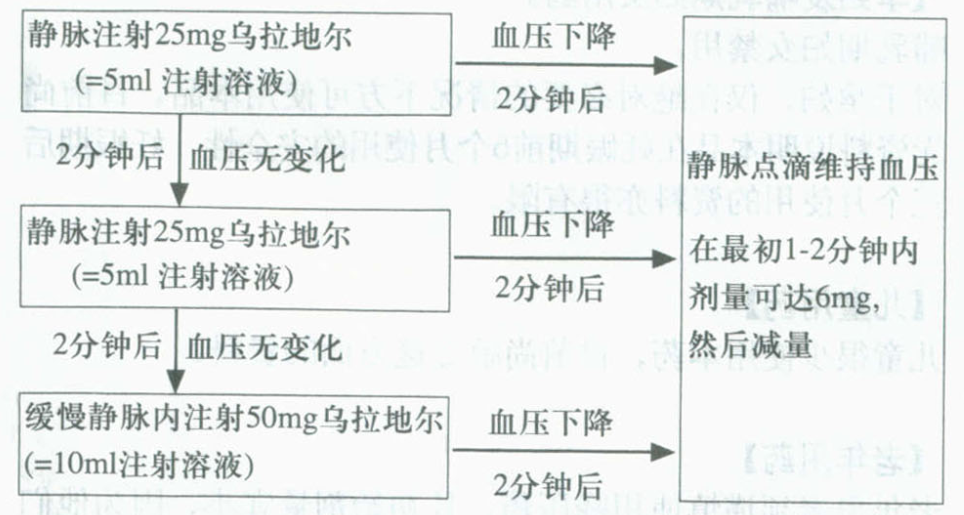 静脉注射25mg乌拉地尔
(=5ml 注射溶液)
血压下降
2分钟后
2分钟后 血压无变化
静脉注射25mg乌拉地尔
(=5ml 注射溶液)
血压下降
2分钟后
2分钟后 血压无变化
缓慢静脉内注射50mg乌拉地尔
(=10ml注射溶液)
血压下降
2分钟后
静脉点滴维持血压
在最初1-2分钟内
剂量可达6mg,
然后减量